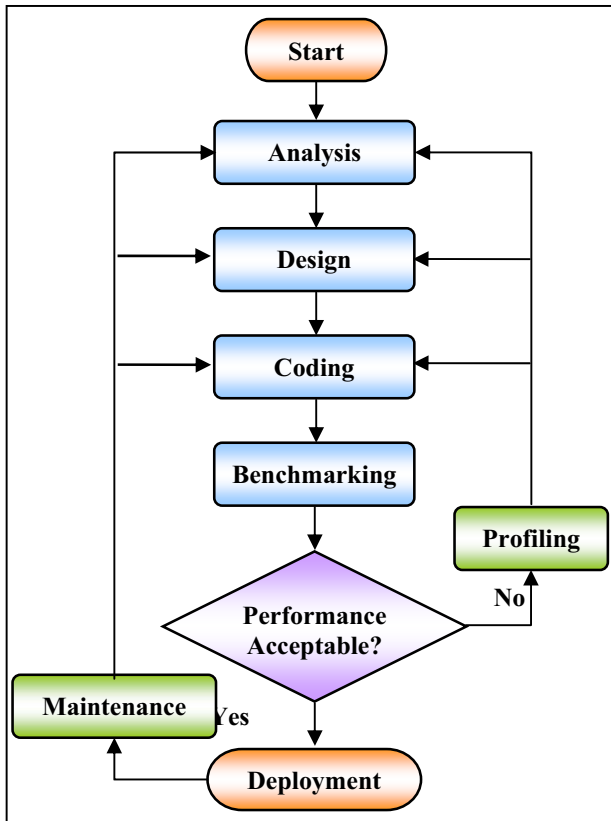 Start
Analysis
Design
Coding
Benchmarking
Profiling
No
Performance
Acceptable?
Maintenance
Yes
Deployment